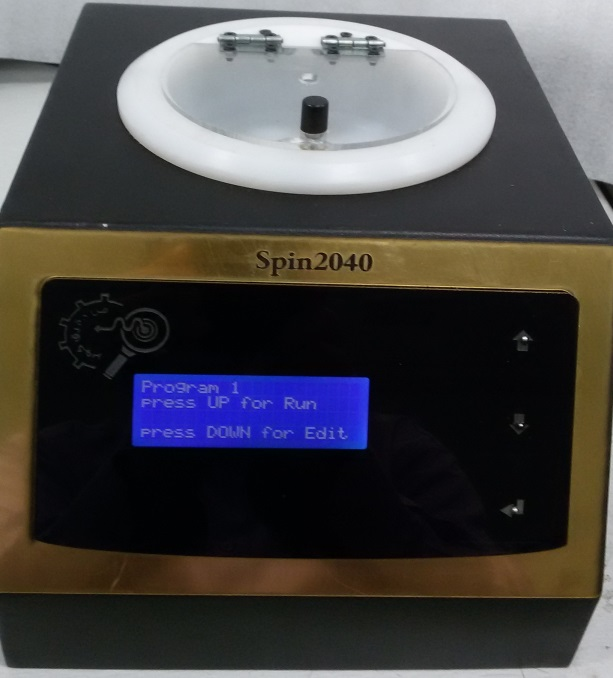 Spin2040
Program 1
press UP for Run
press DOWN for Edit